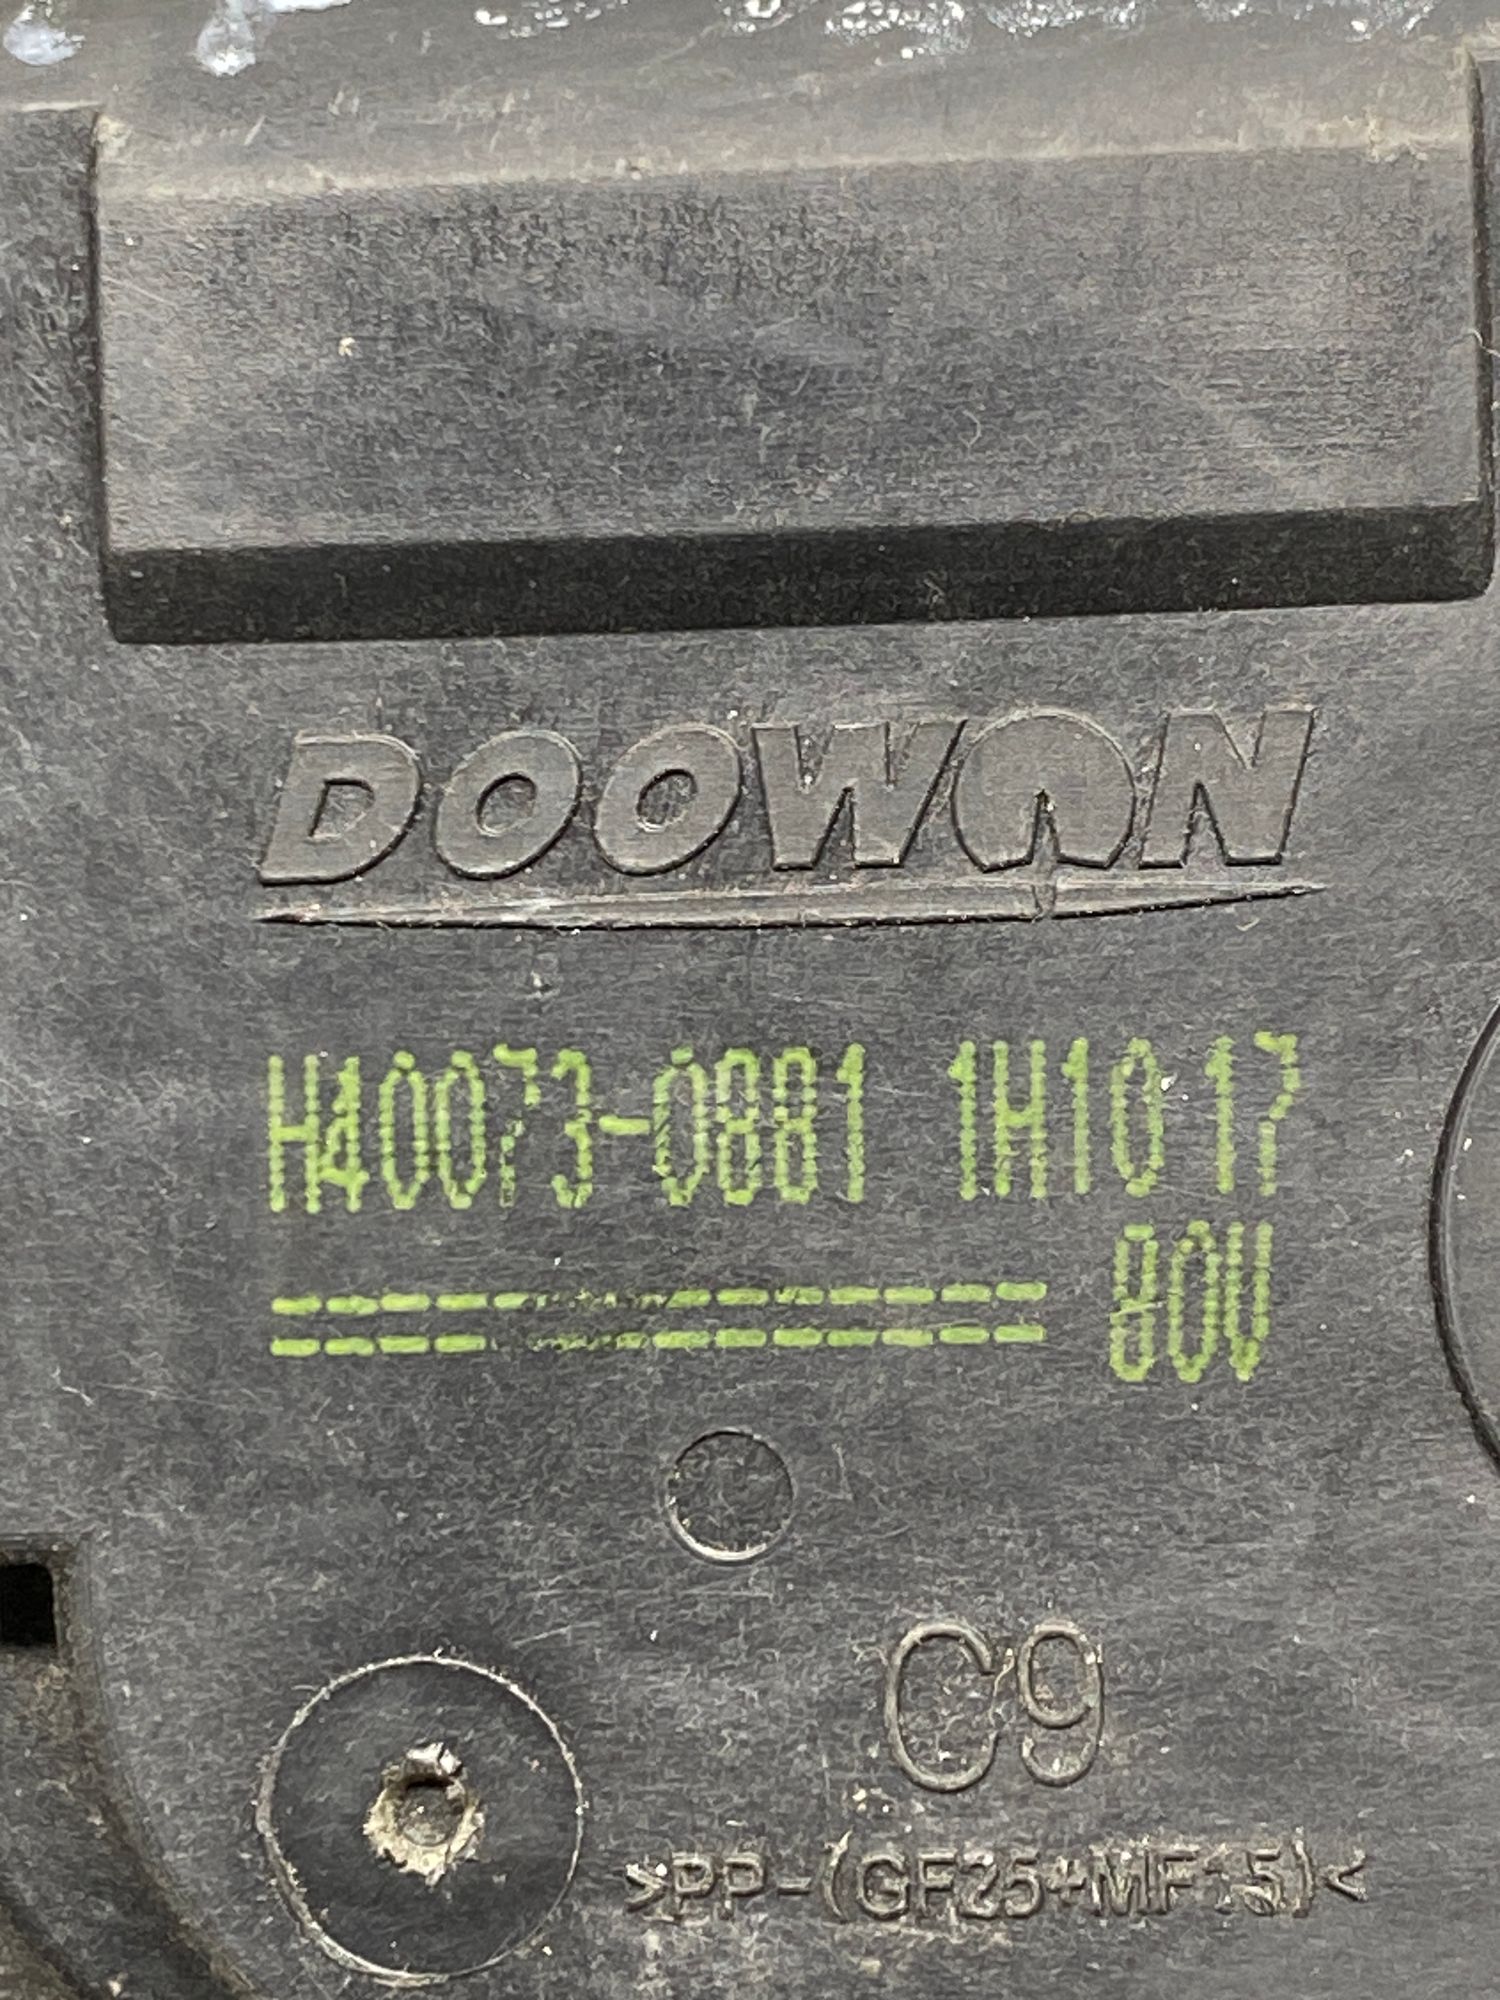 DOOWON
H40073-0881 1H1017
============== 80V
C9
>PP-(GF25+MF15)<